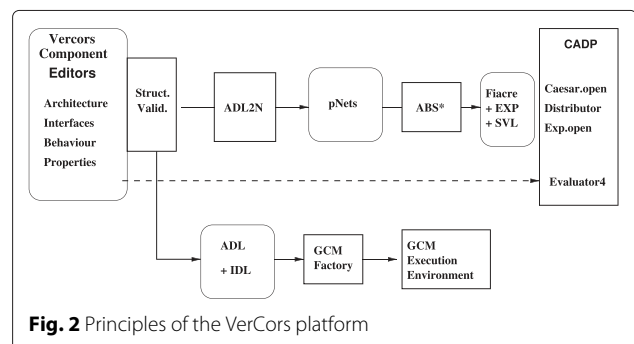 Vercors
Component
Editors
Architecture
Interfaces
Behaviour
Properties
Struct.
Valid.
ADL2N
pNets
ABS*
Fiacre
+ EXP
+ SVL
CADP
Caesar.open
Distributor
Exp.open
Evaluator4
ADL
+ IDL
GCM
Factory
GCM
Execution
Environment
Fig. 2 Principles of the VerCors platform